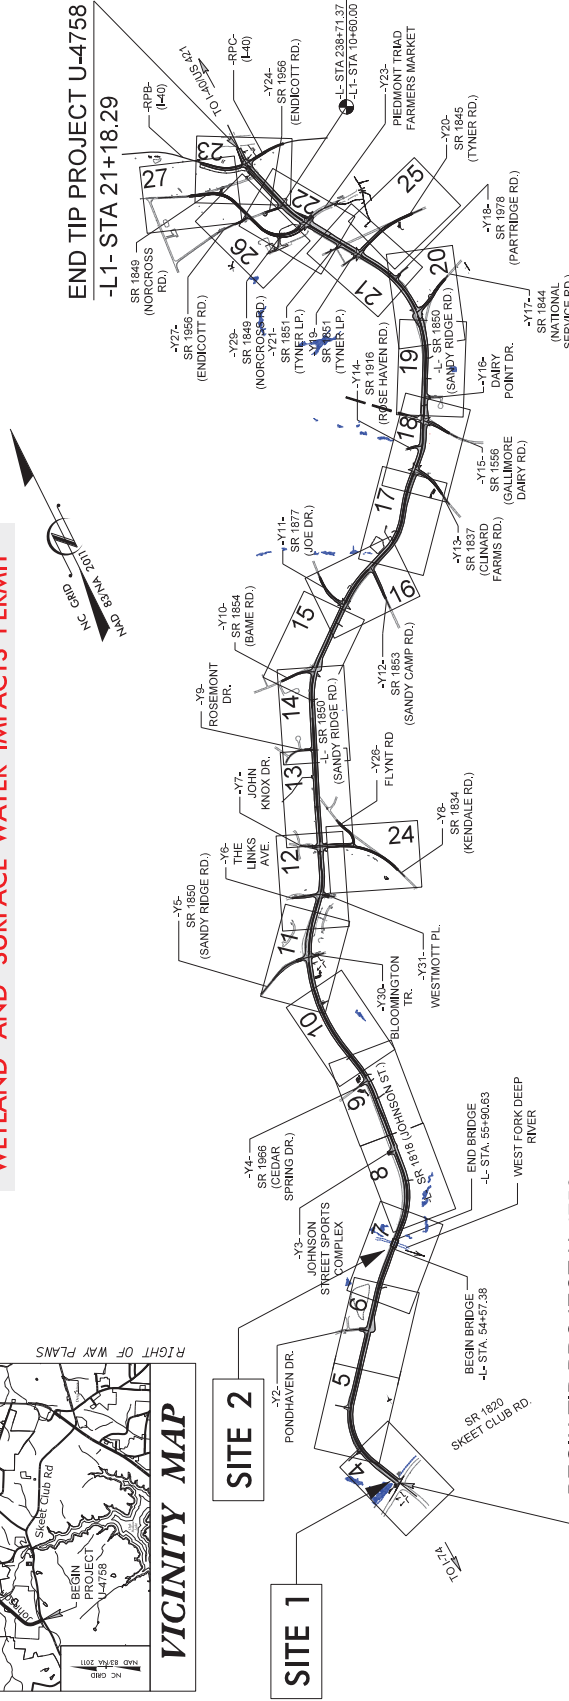 WETLAND AND SURFACE WATER IMPACTS PERMIT
END TIP PROJECT U-4758
-L1- STA 21+18.29
-RPB-
(I-40)
TO I-40/US 421
-RPC-
(I-40)
-Y24-
SR 1956
(ENDICOTT RD.)
-L- STA 238+71.37
-L1- STA 10+60.00
-Y23-
PIEDMONT TRIAD
FARMERS MARKET
-Y20-
SR 1845
(TYNER RD.)
-Y18-
SR 1978
(PARTRIDGE RD.)
-Y17-
SR 1844
(NATIONAL
SERVICE RD.)
SR 1849
(NORCROSS
RD.)
-Y27-
SR 1956
(ENDICOTT RD.)
-Y29-
SR 1849
(NORCROSS RD.)
-Y21-
SR 1851
(TYNER LP.)
-Y19-
SR 1851
(TYNER LP.)
-Y14-
SR 1916
(ROSE HAVEN RD.)
-L- SR 1850
(SANDY RIDGE RD.)
-Y16-
DAIRY
POINT DR.
-Y15-
SR 1556
(GALLIMORE
DAIRY RD.)
-Y13-
SR 1837
(CLINARD
FARMS RD.)
27
23
26
22
25
21
20
19
18
17
16
15
14
13
12
24
11
10
9
8
7
6
5
4
NC GRID
NAD 83/NA 2011
-Y11-
SR 1877
(JOE DR.)
-Y10-
SR 1854
(BAME RD.)
-Y12-
SR 1853
(SANDY CAMP RD.)
-Y9-
ROSEMONT
DR.
-L- SR 1850
(SANDY RIDGE RD.)
-Y7-
JOHN
KNOX DR.
-Y26-
FLYNT RD
-Y8-
SR 1834
(KENDALE RD.)
-Y6-
THE
LINKS
AVE.
-Y5-
SR 1850
(SANDY RIDGE RD.)
-Y31-
WESTMOTT PL.
-Y30-
BLOOMINGTON
TR.
-Y4-
SR 1966
(CEDAR
SPRING DR.)
SR 1818 (JOHNSON ST.)
-Y3-
JOHNSON
STREET SPORTS
COMPLEX
END BRIDGE
-L- STA. 55+90.63
WEST FORK DEEP
RIVER
BEGIN BRIDGE
-L- STA. 54+57.38
-Y2-
PONDHAVEN DR.
SR 1820
SKEET CLUB RD.
SITE 2
SITE 1
TO I-74
RIGHT OF WAY PLANS
Skeet Club Rd
BEGIN
PROJECT
U-4758
NC GRID
NAD 83/NA 2011
VICINITY MAP